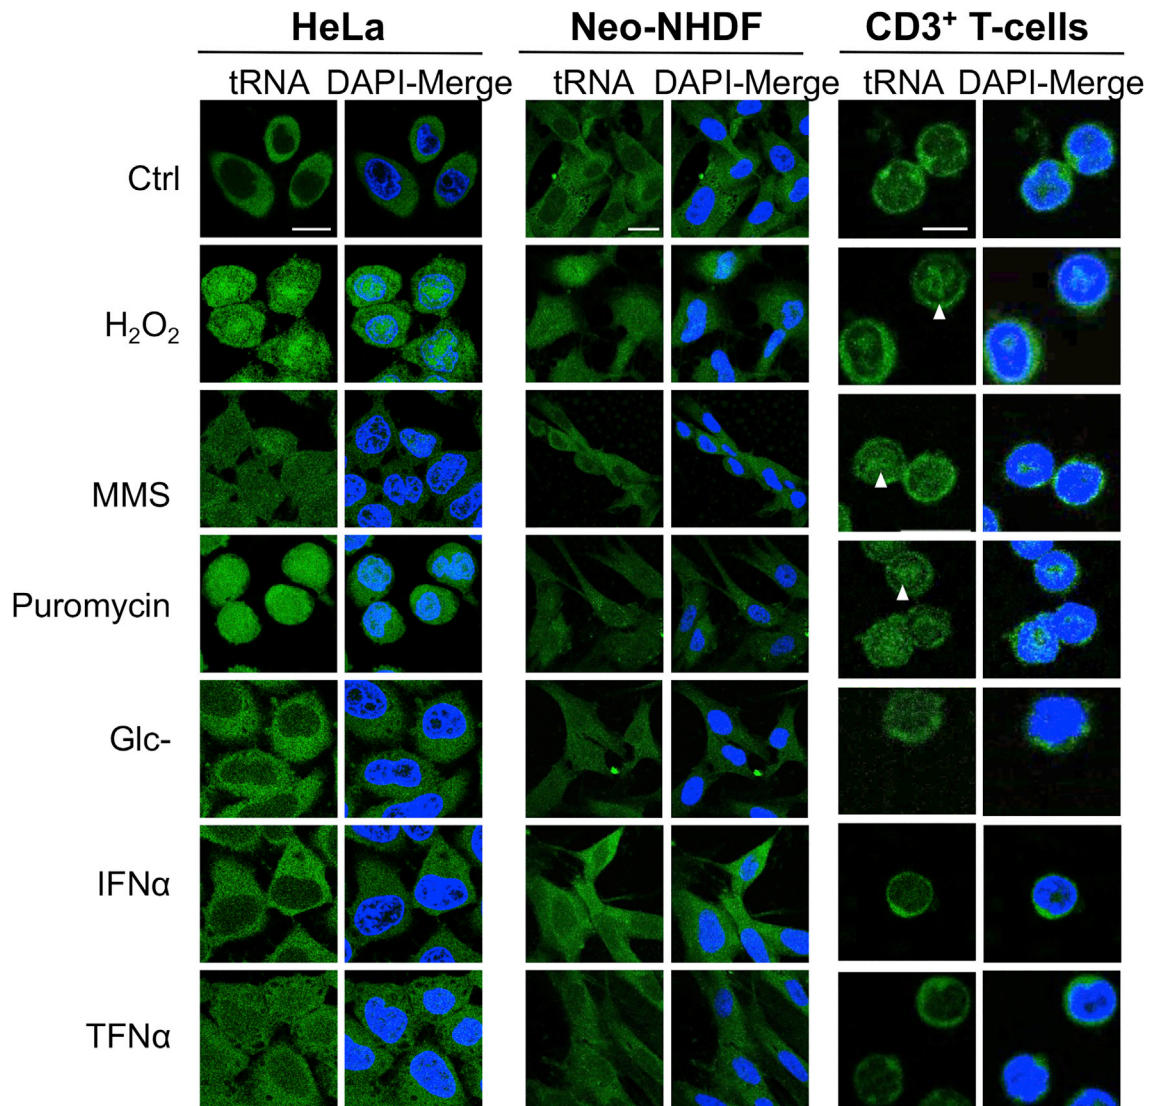 HeLa Neo-NHDF CD3⁺ T-cells
tRNA DAPI-Merge tRNA DAPI-Merge tRNA DAPI-Merge
Ctrl
H₂O₂
MMS
Puromycin
Glc-
IFNα
TFNα